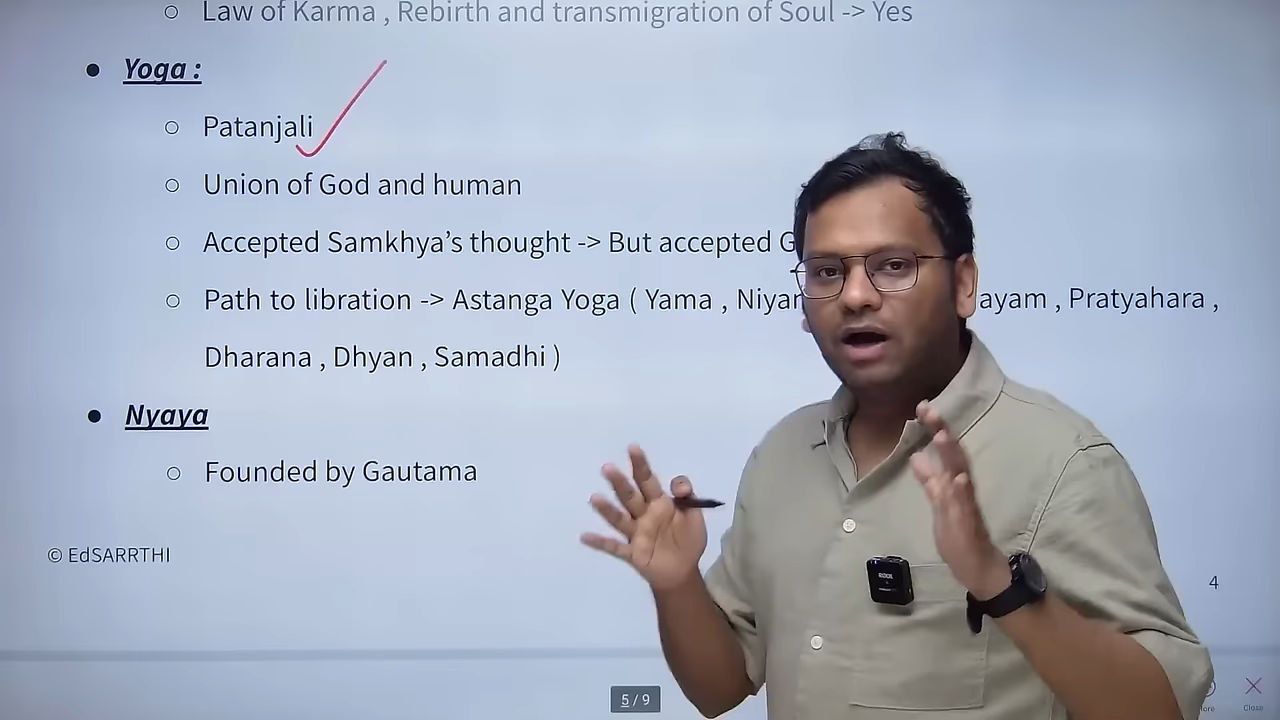 ○ Law of Karma , Rebirth and transmigration of Soul -> Yes
● Yoga :
○ Patanjali
○ Union of God and human
○ Accepted Samkhya’s thought -> But accepted
○ Path to libration -> Astanga Yoga ( Yama , Pratyahara ,
Dharana , Dhyan , Samadhi )
● Nyaya
○ Founded by Gautama
© EdSARRTHI
4
RODE
5 / 9
Close